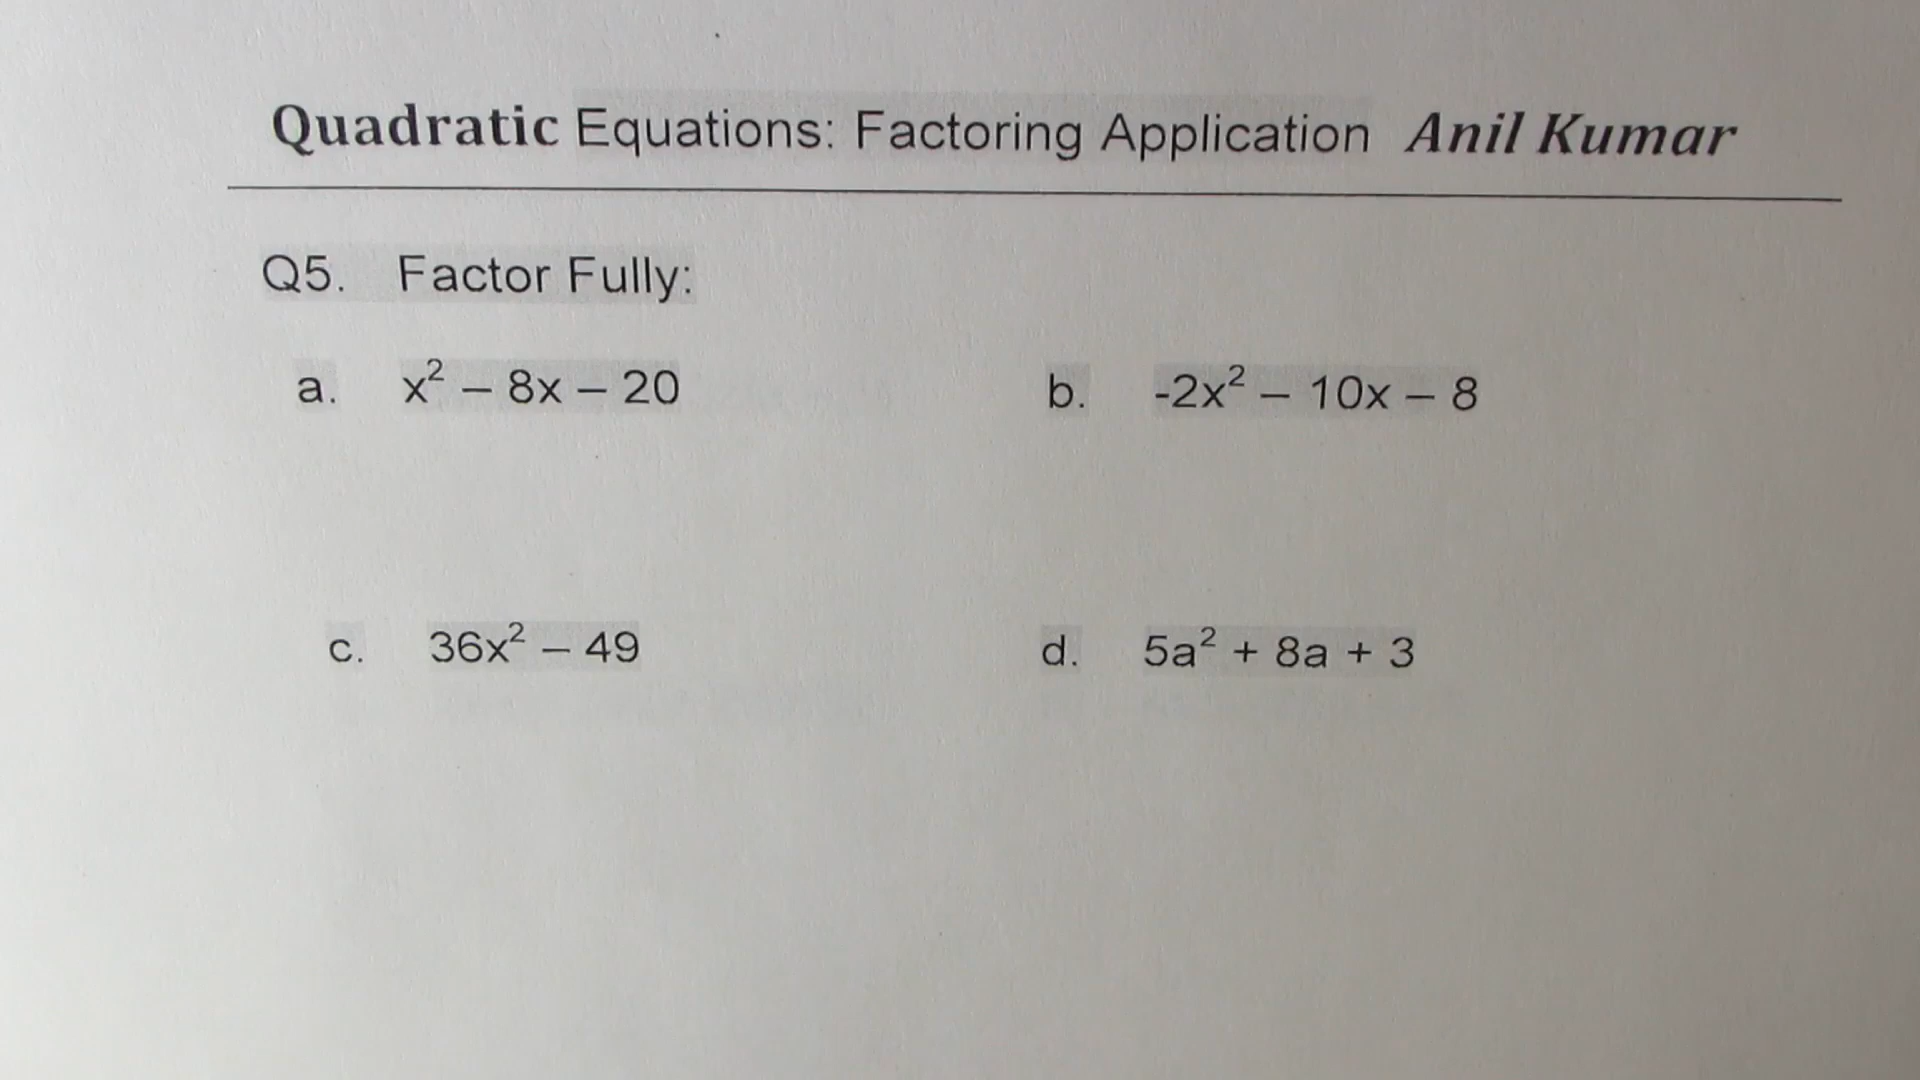 Quadratic Equations: Factoring Application Anil Kumar
Q5. Factor Fully:
a. x² – 8x – 20 b. -2x² – 10x – 8
c. 36x² – 49 d. 5a² + 8a + 3